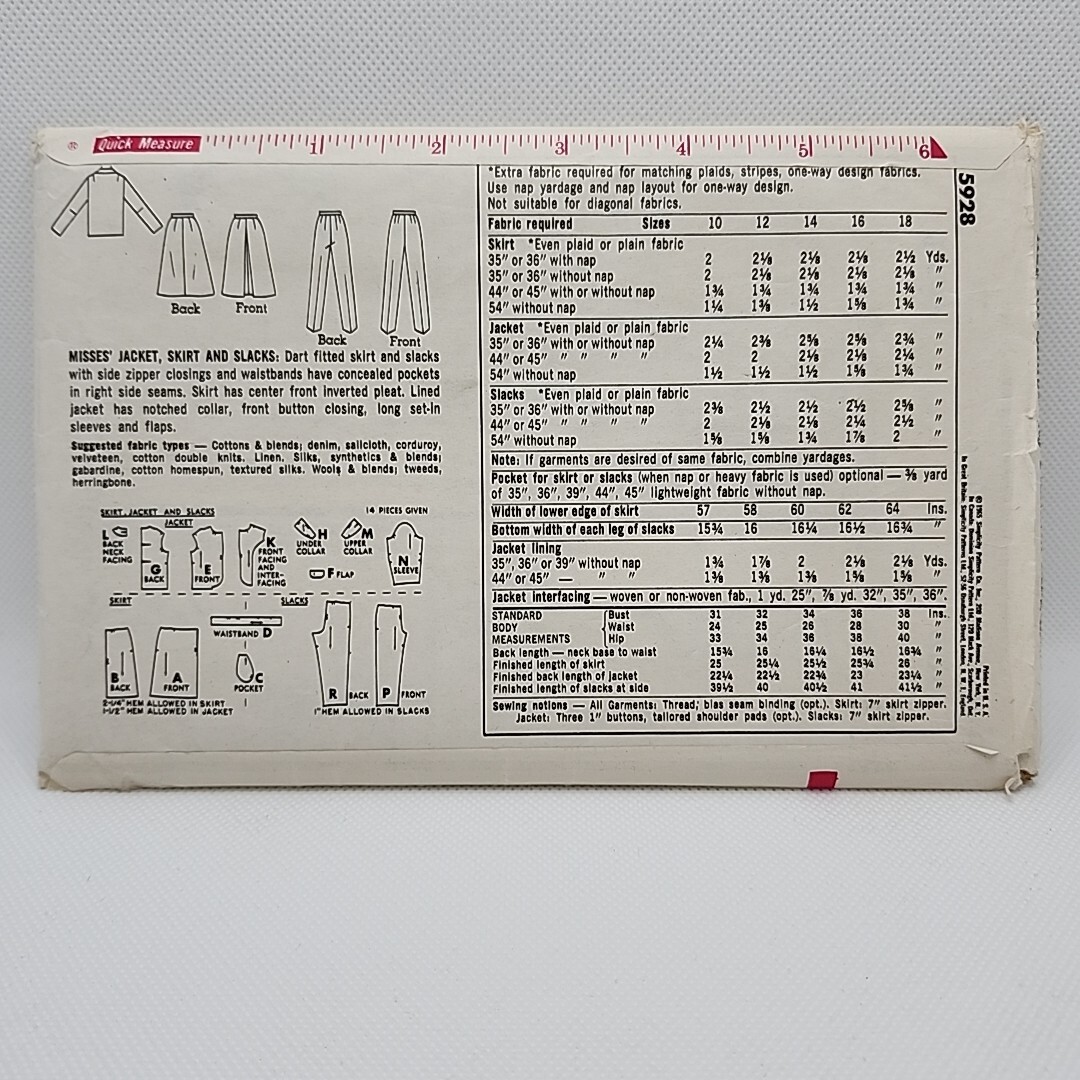 ® Quick Measure 1 2 3 4 5 6
5928
Back Front
Back Front
MISSES' JACKET, SKIRT AND SLACKS: Dart fitted skirt and slacks
with side zipper closings and waistbands have concealed pockets
in right side seams. Skirt has center front inverted pleat. Lined
jacket has notched collar, front button closing, long set-in
sleeves and flaps.
Suggested fabric types — Cottons & blends; denim, sailcloth, corduroy,
velveteen, cotton double knits. Linen. Silks, synthetics & blends;
gabardine, cotton homespun, textured silks. Wools & blends; tweeds,
herringbone.
SKIRT, JACKET AND SLACKS 14 PIECES GIVEN
JACKET
L BACK NECK FACING
G BACK
E FRONT
K FRONT FACING AND INTER-FACING
H UNDER COLLAR
M UPPER COLLAR
F FLAP
N SLEEVE
SKIRT SLACKS
WAISTBAND D
B BACK
A FRONT
C POCKET
R BACK
P FRONT
2-1/4" HEM ALLOWED IN SKIRT
1-1/2" HEM ALLOWED IN JACKET
1" HEM ALLOWED IN SLACKS
*Extra fabric required for matching plaids, stripes, one-way design fabrics.
Use nap yardage and nap layout for one-way design.
Not suitable for diagonal fabrics.
Fabric required Sizes 10 12 14 16 18
Skirt *Even plaid or plain fabric
35" or 36" with nap 2 2⅛ 2⅛ 2⅛ 2½ Yds.
35" or 36" without nap 2 2⅛ 2⅛ 2⅛ 2⅛ "
44" or 45" with or without nap 1¾ 1¾ 1¾ 1¾ 1¾ "
54" without nap 1¼ 1⅜ 1½ 1⅝ 1¾ "
Jacket *Even plaid or plain fabric
35" or 36" with or without nap 2¼ 2⅜ 2⅝ 2⅝ 2¾ "
44" or 45" " " " " 2 2 2⅛ 2⅛ 2¼ "
54" without nap 1½ 1½ 1½ 1⅝ 1¾ "
Slacks *Even plaid or plain fabric
35" or 36" with or without nap 2⅜ 2½ 2½ 2½ 2⅝ "
44" or 45" " " " " 2 2⅛ 2⅛ 2¼ 2½ "
54" without nap 1⅝ 1⅝ 1¾ 1⅞ 2 "
Note: If garments are desired of same fabric, combine yardages.
Pocket for skirt or slacks (when nap or heavy fabric is used) optional — ⅜ yard
of 35", 36", 39", 44", 45" lightweight fabric without nap.
Width of lower edge of skirt 57 58 60 62 64 Ins.
Bottom width of each leg of slacks 15¾ 16 16¼ 16½ 16¾ "
Jacket lining
35", 36" or 39" without nap 1¾ 1⅞ 2 2⅛ 2⅛ Yds.
44" or 45" — " " 1⅜ 1⅜ 1⅜ 1⅝ 1⅝ "
Jacket interfacing — woven or non-woven fab., 1 yd. 25", ⅞ yd. 32", 35", 36".
STANDARD BODY MEASUREMENTS
Bust 31 32 34 36 38 Ins.
Waist 24 25 26 28 30 "
Hip 33 34 36 38 40 "
Back length — neck base to waist 15¾ 16 16¼ 16½ 16¾ "
Finished length of skirt 25 25¼ 25½ 25¾ 26 "
Finished back length of jacket 22¼ 22½ 22¾ 23 23¼ "
Finished length of slacks at side 39½ 40 40½ 41 41½ "
Sewing notions — All Garments: Thread; bias seam binding (opt.). Skirt: 7" skirt zipper.
Jacket: Three 1" buttons, tailored shoulder pads (opt.). Slacks: 7" skirt zipper.
Printed in U.S.A.
Simplicity Pattern Co. Inc., 200 Madison Avenue, New York, N.Y.